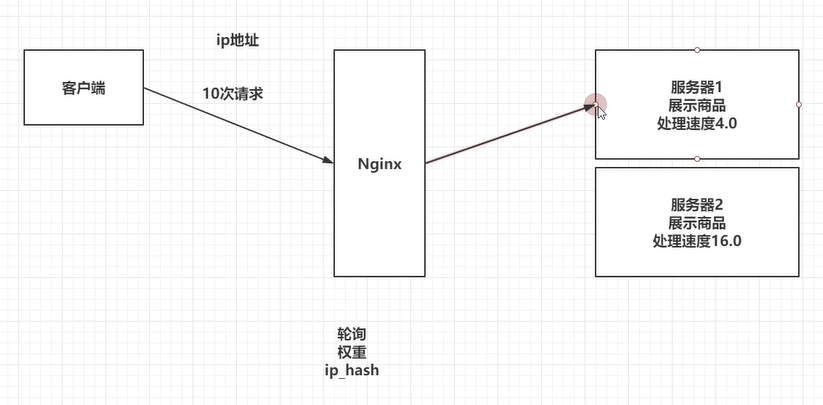 ip地址
10次请求
客户端
Nginx
服务器1
展示商品
处理速度4.0
服务器2
展示商品
处理速度16.0
轮询
权重
ip_hash